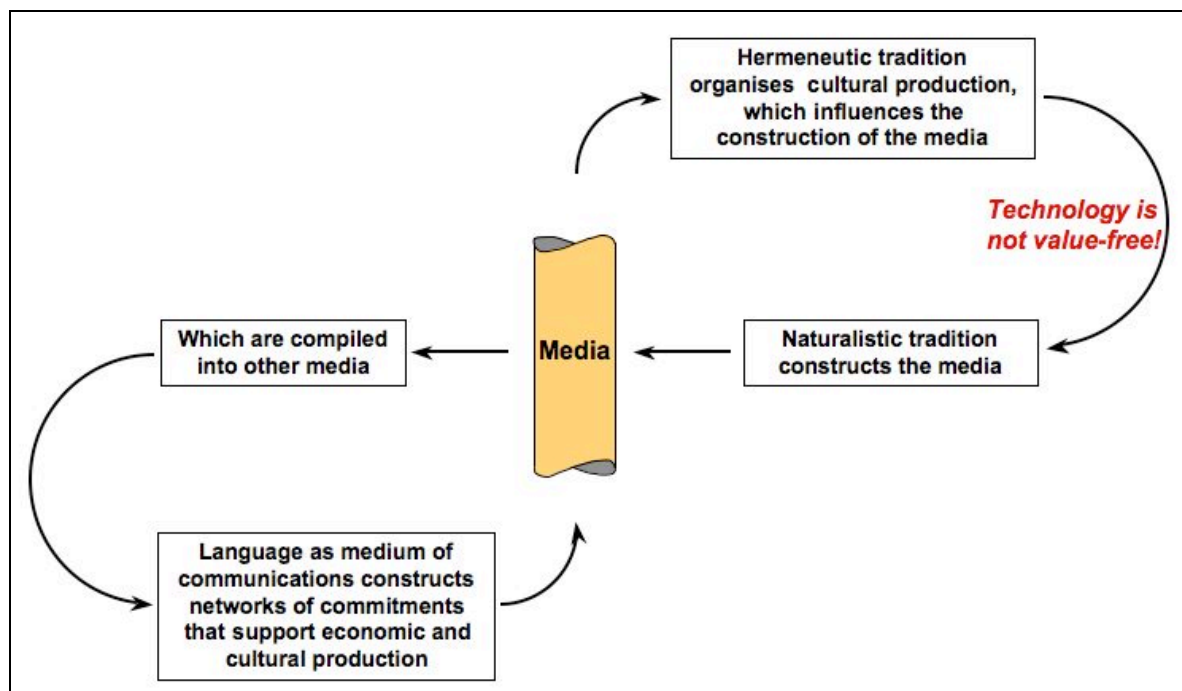 Hermeneutic tradition
organises cultural production,
which influences the
construction of the media
Technology is
not value-free!
Naturalistic tradition
constructs the media
Media
Which are compiled
into other media
Language as medium of
communications constructs
networks of commitments
that support economic and
cultural production